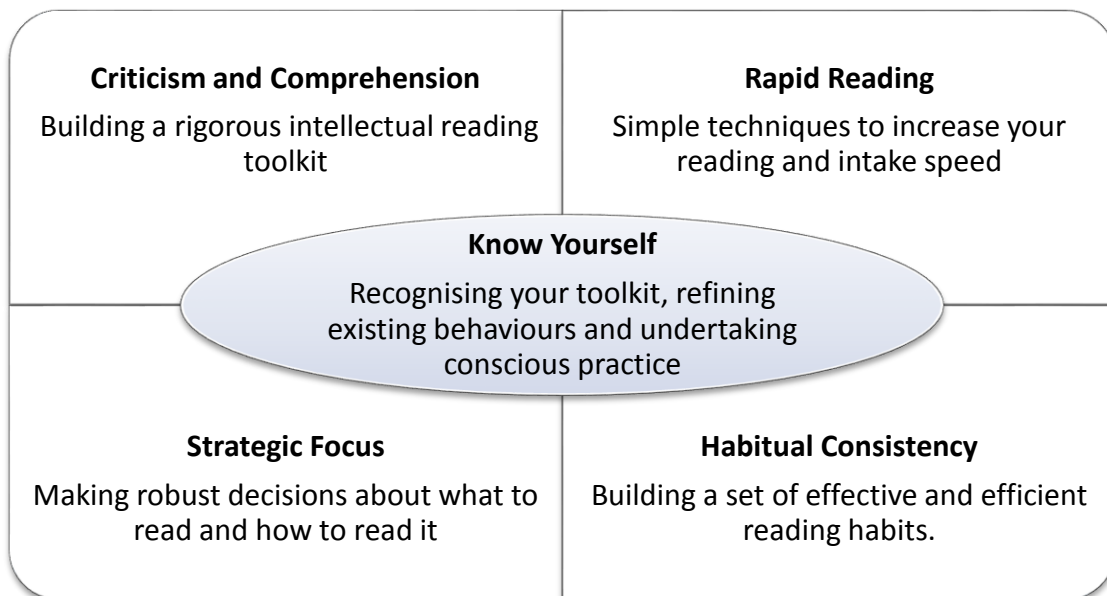 Criticism and Comprehension
Building a rigorous intellectual reading
toolkit
Rapid Reading
Simple techniques to increase your
reading and intake speed
Know Yourself
Recognising your toolkit, refining
existing behaviours and undertaking
conscious practice
Strategic Focus
Making robust decisions about what to
read and how to read it
Habitual Consistency
Building a set of effective and efficient
reading habits.